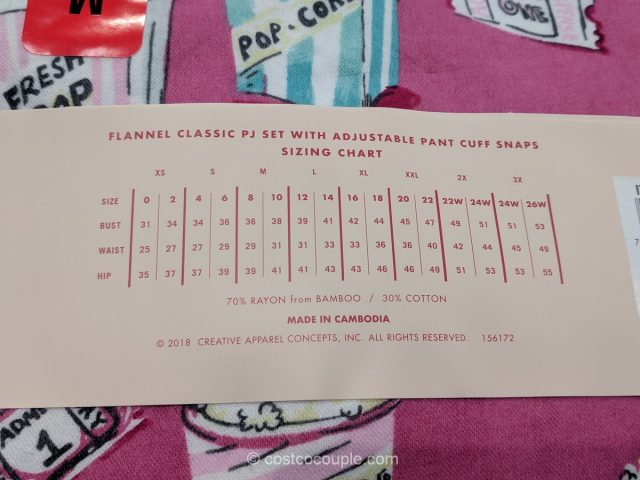 M
POP-CORN
ONE
FRESH
FLANNEL CLASSIC PJ SET WITH ADJUSTABLE PANT CUFF SNAPS
SIZING CHART
XS S M L XL XXL 2X 3X
SIZE 0 2 4 6 8 10 12 14 16 18 20 22 22W 24W 24W 26W
BUST 31 34 34 36 36 38 39 41 42 44 45 47 49 51 51 53
WAIST 25 27 27 29 29 31 31 33 33 36 36 40 42 44 45 49
HIP 35 37 37 39 39 41 41 43 43 46 46 49 51 53 53 55
70% RAYON from BAMBOO / 30% COTTON
MADE IN CAMBODIA
© 2018 CREATIVE APPAREL CONCEPTS, INC. ALL RIGHTS RESERVED. 156172
1
© costcocouple.com